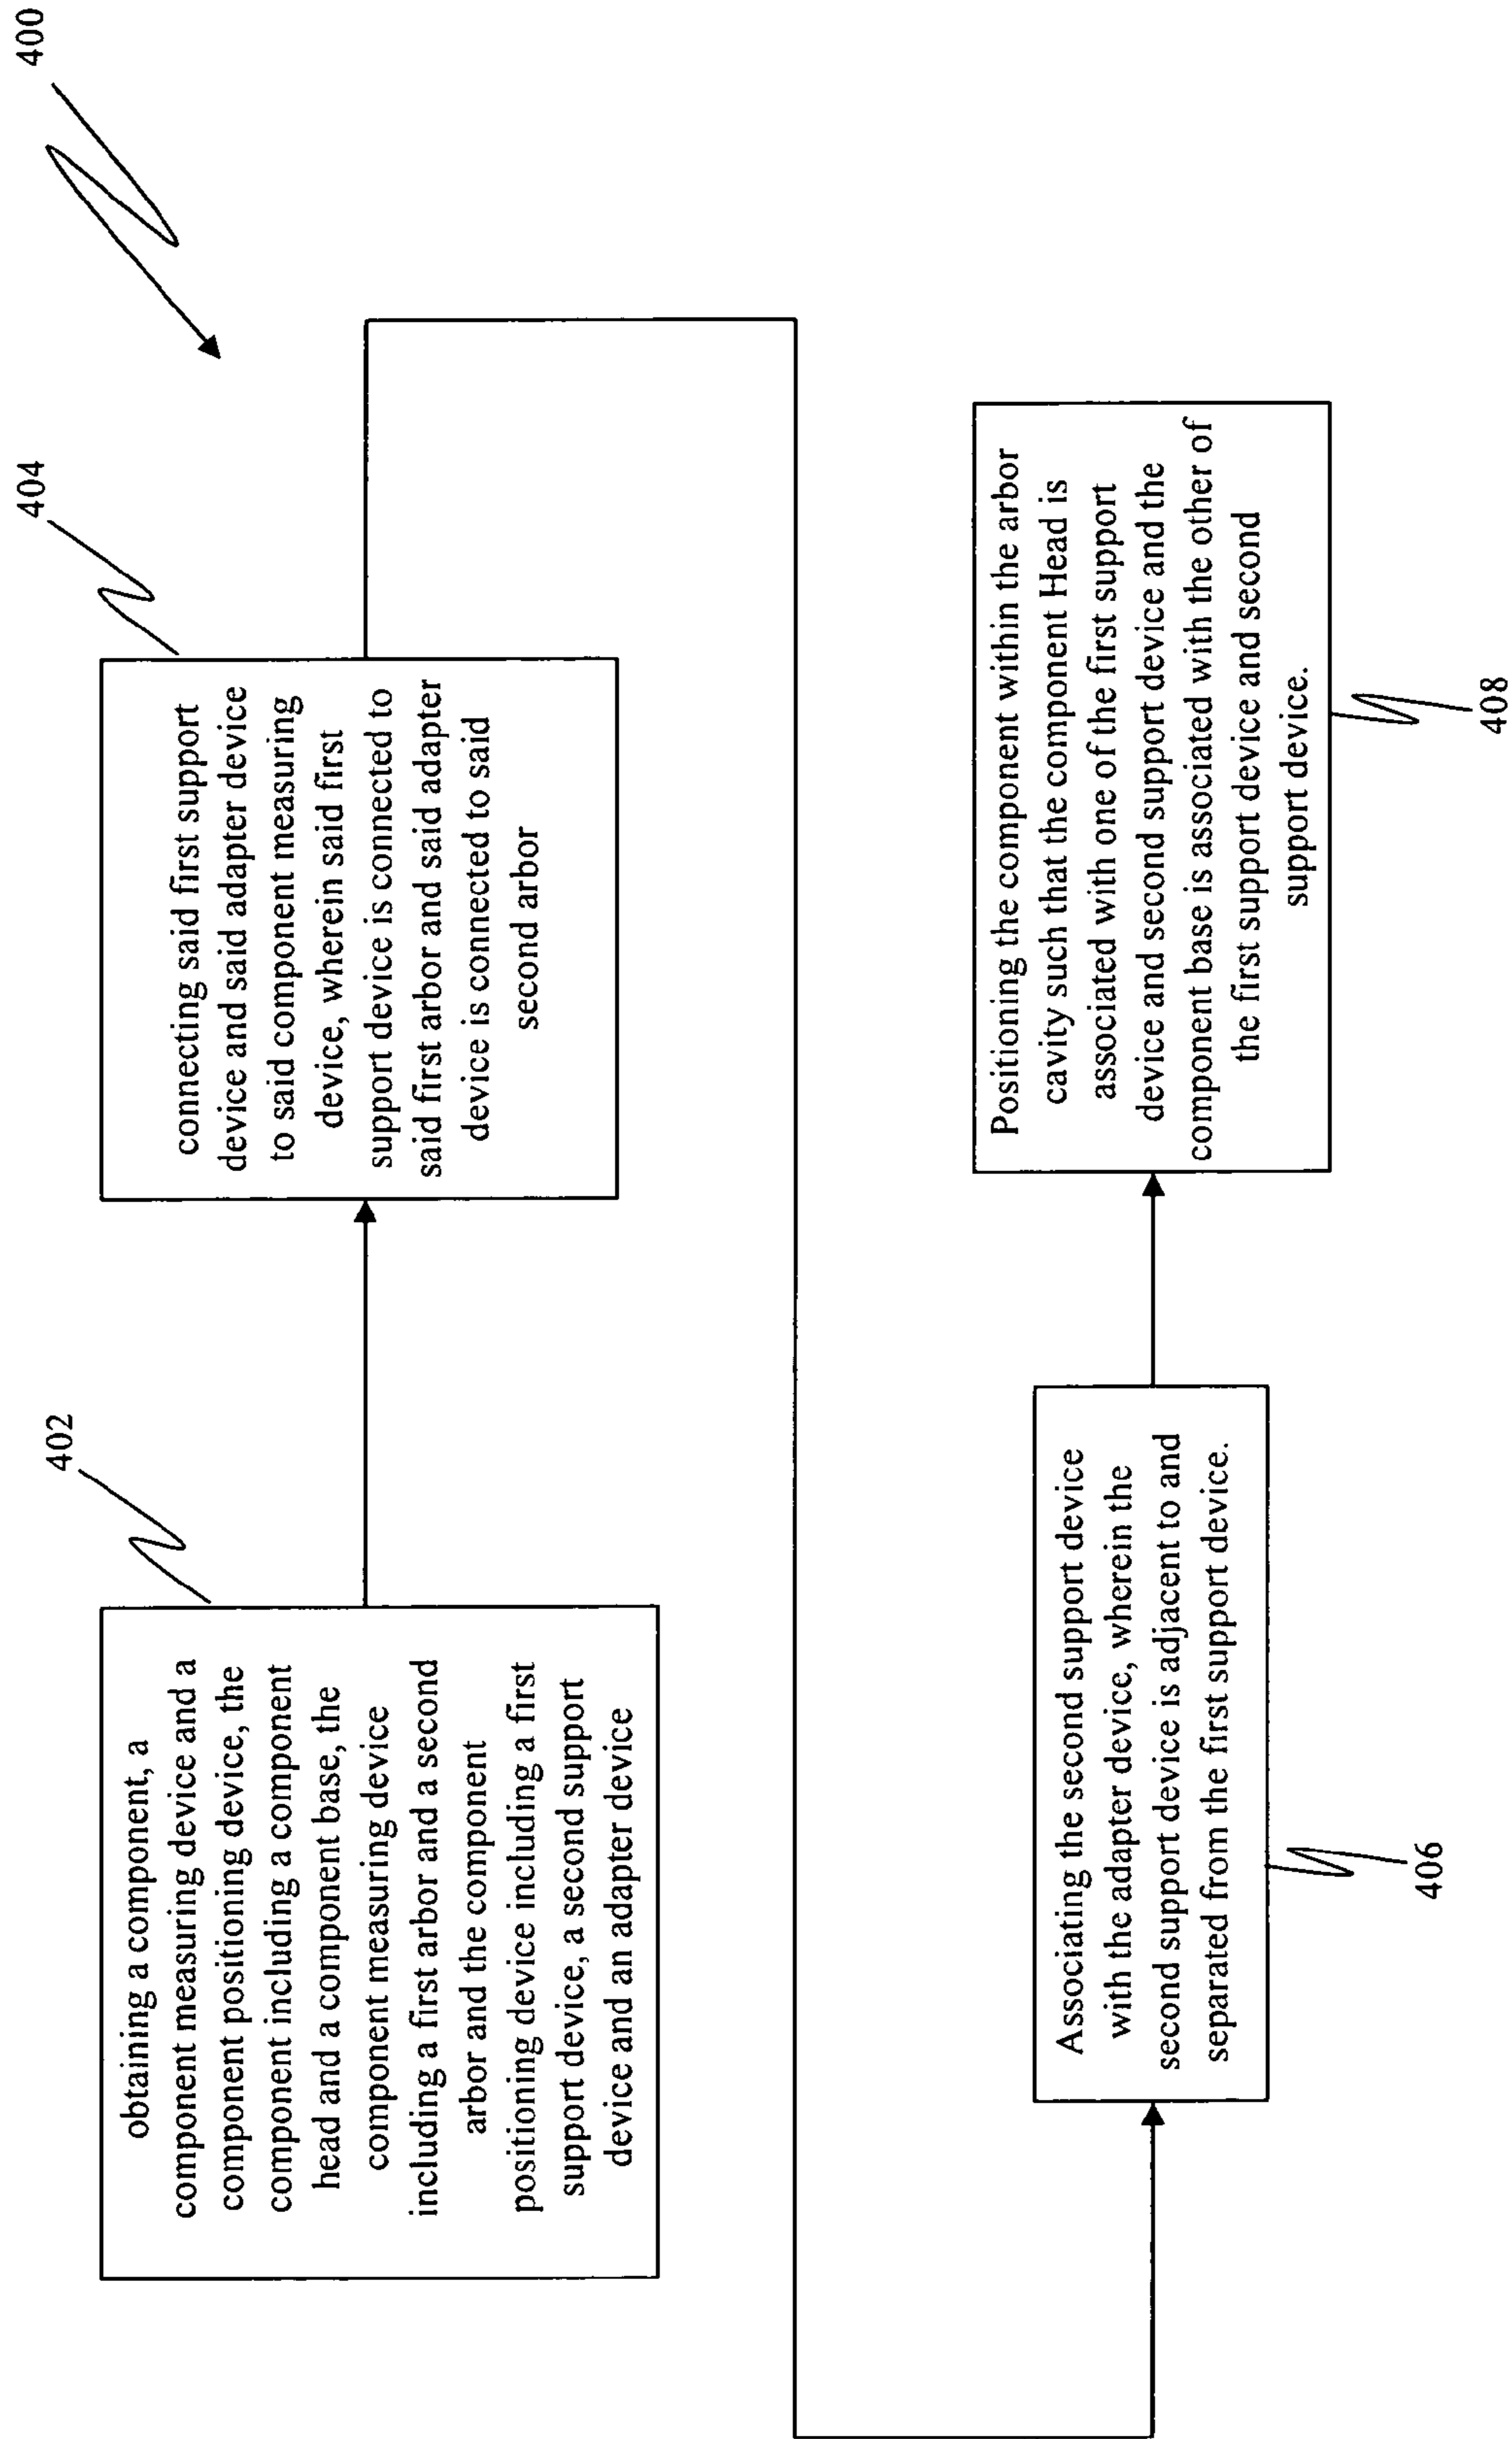 400
402
obtaining a component, a
component measuring device and a
component positioning device, the
component including a component
head and a component base, the
component measuring device
including a first arbor and a second
arbor and the component
positioning device including a first
support device, a second support
device and an adapter device
404
connecting said first support
device and said adapter device
to said component measuring
device, wherein said first
support device is connected to
said first arbor and said adapter
device is connected to said
second arbor
Associating the second support device
with the adapter device, wherein the
second support device is adjacent to and
separated from the first support device.
406
Positioning the component within the arbor
cavity such that the component Head is
associated with one of the first support
device and second support device and the
component base is associated with the other of
the first support device and second
support device.
408